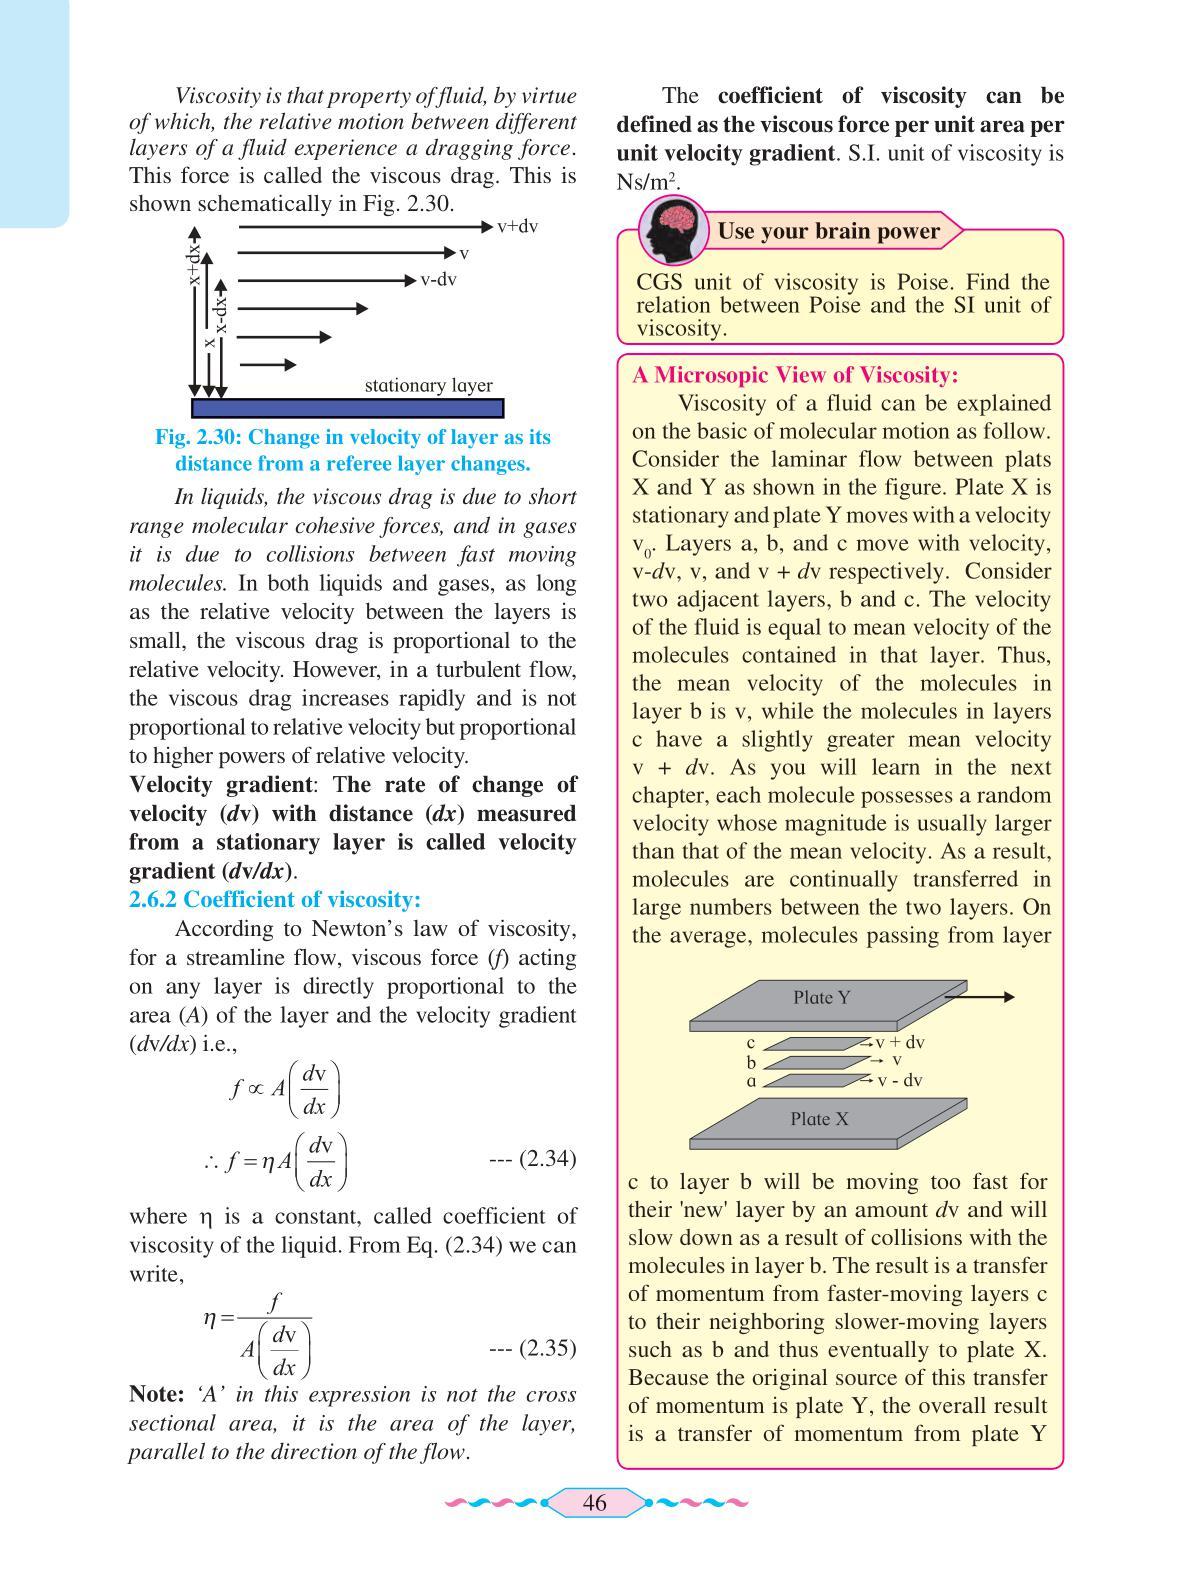 Viscosity is that property of fluid, by virtue
of which, the relative motion between different
layers of a fluid experience a dragging force.
This force is called the viscous drag. This is
shown schematically in Fig. 2.30.
v+dv
v
v-dv
x+dx
x
x-dx
stationary layer
Fig. 2.30: Change in velocity of layer as its
distance from a referee layer changes.
In liquids, the viscous drag is due to short
range molecular cohesive forces, and in gases
it is due to collisions between fast moving
molecules. In both liquids and gases, as long
as the relative velocity between the layers is
small, the viscous drag is proportional to the
relative velocity. However, in a turbulent flow,
the viscous drag increases rapidly and is not
proportional to relative velocity but proportional
to higher powers of relative velocity.
Velocity gradient: The rate of change of
velocity (dv) with distance (dx) measured
from a stationary layer is called velocity
gradient (dv/dx).
2.6.2 Coefficient of viscosity:
According to Newton's law of viscosity,
for a streamline flow, viscous force (f) acting
on any layer is directly proportional to the
area (A) of the layer and the velocity gradient
(dv/dx) i.e.,
f ∝ A(dv/dx)
∴ f = η A(dv/dx) --- (2.34)
where η is a constant, called coefficient of
viscosity of the liquid. From Eq. (2.34) we can
write,
η = f / A(dv/dx) --- (2.35)
Note: ‘A’ in this expression is not the cross
sectional area, it is the area of the layer,
parallel to the direction of the flow.
The coefficient of viscosity can be
defined as the viscous force per unit area per
unit velocity gradient. S.I. unit of viscosity is
Ns/m².
Use your brain power
CGS unit of viscosity is Poise. Find the
relation between Poise and the SI unit of
viscosity.
A Microsopic View of Viscosity:
Viscosity of a fluid can be explained
on the basic of molecular motion as follow.
Consider the laminar flow between plats
X and Y as shown in the figure. Plate X is
stationary and plate Y moves with a velocity
v₀. Layers a, b, and c move with velocity,
v-dv, v, and v + dv respectively. Consider
two adjacent layers, b and c. The velocity
of the fluid is equal to mean velocity of the
molecules contained in that layer. Thus,
the mean velocity of the molecules in
layer b is v, while the molecules in layers
c have a slightly greater mean velocity
v + dv. As you will learn in the next
chapter, each molecule possesses a random
velocity whose magnitude is usually larger
than that of the mean velocity. As a result,
molecules are continually transferred in
large numbers between the two layers. On
the average, molecules passing from layer
Plate Y
c v + dv
b v
a v - dv
Plate X
c to layer b will be moving too fast for
their 'new' layer by an amount dv and will
slow down as a result of collisions with the
molecules in layer b. The result is a transfer
of momentum from faster-moving layers c
to their neighboring slower-moving layers
such as b and thus eventually to plate X.
Because the original source of this transfer
of momentum is plate Y, the overall result
is a transfer of momentum from plate Y
46